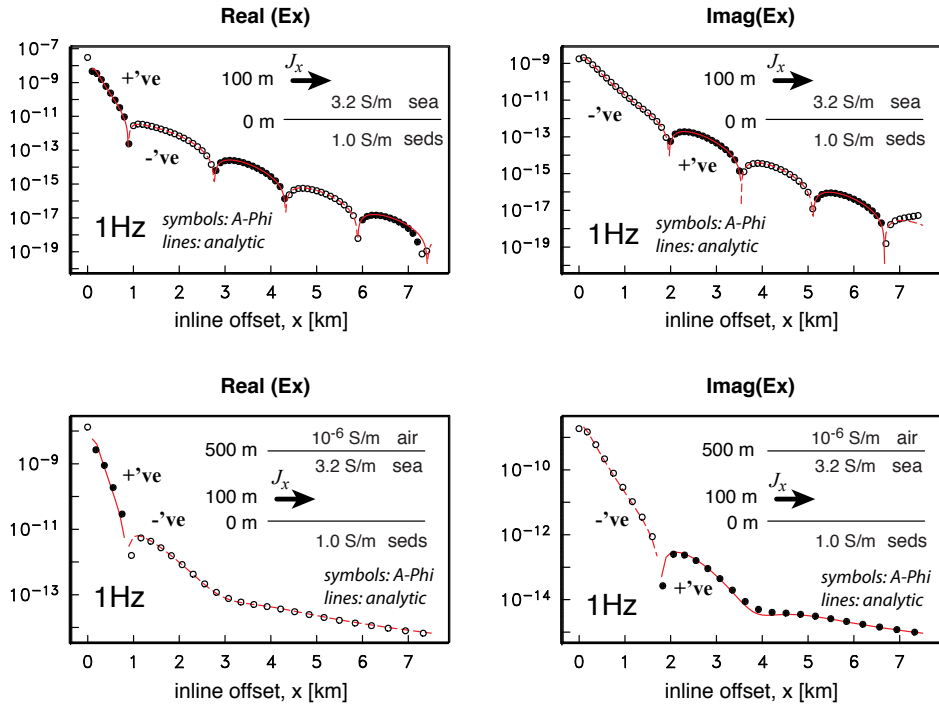 Real (Ex)
10⁻⁷
10⁻⁹
10⁻¹¹
10⁻¹³
10⁻¹⁵
10⁻¹⁷
10⁻¹⁹
+'ve
-'ve
100 m
Jx
3.2 S/m sea
0 m
1.0 S/m seds
1Hz
symbols: A-Phi
lines: analytic
0 1 2 3 4 5 6 7
inline offset, x [km]
Imag(Ex)
10⁻⁹
10⁻¹¹
10⁻¹³
10⁻¹⁵
10⁻¹⁷
10⁻¹⁹
-'ve
+'ve
100 m
Jx
3.2 S/m sea
0 m
1.0 S/m seds
1Hz
symbols: A-Phi
lines: analytic
0 1 2 3 4 5 6 7
inline offset, x [km]
Real (Ex)
10⁻⁹
10⁻¹¹
10⁻¹³
+'ve
-'ve
10⁻⁶ S/m air
500 m
3.2 S/m sea
Jx
100 m
0 m
1.0 S/m seds
symbols: A-Phi
lines: analytic
1Hz
0 1 2 3 4 5 6 7
inline offset, x [km]
Imag(Ex)
10⁻¹⁰
10⁻¹²
10⁻¹⁴
-'ve
+'ve
10⁻⁶ S/m air
500 m
3.2 S/m sea
Jx
100 m
0 m
1.0 S/m seds
symbols: A-Phi
lines: analytic
1Hz
0 1 2 3 4 5 6 7
inline offset, x [km]